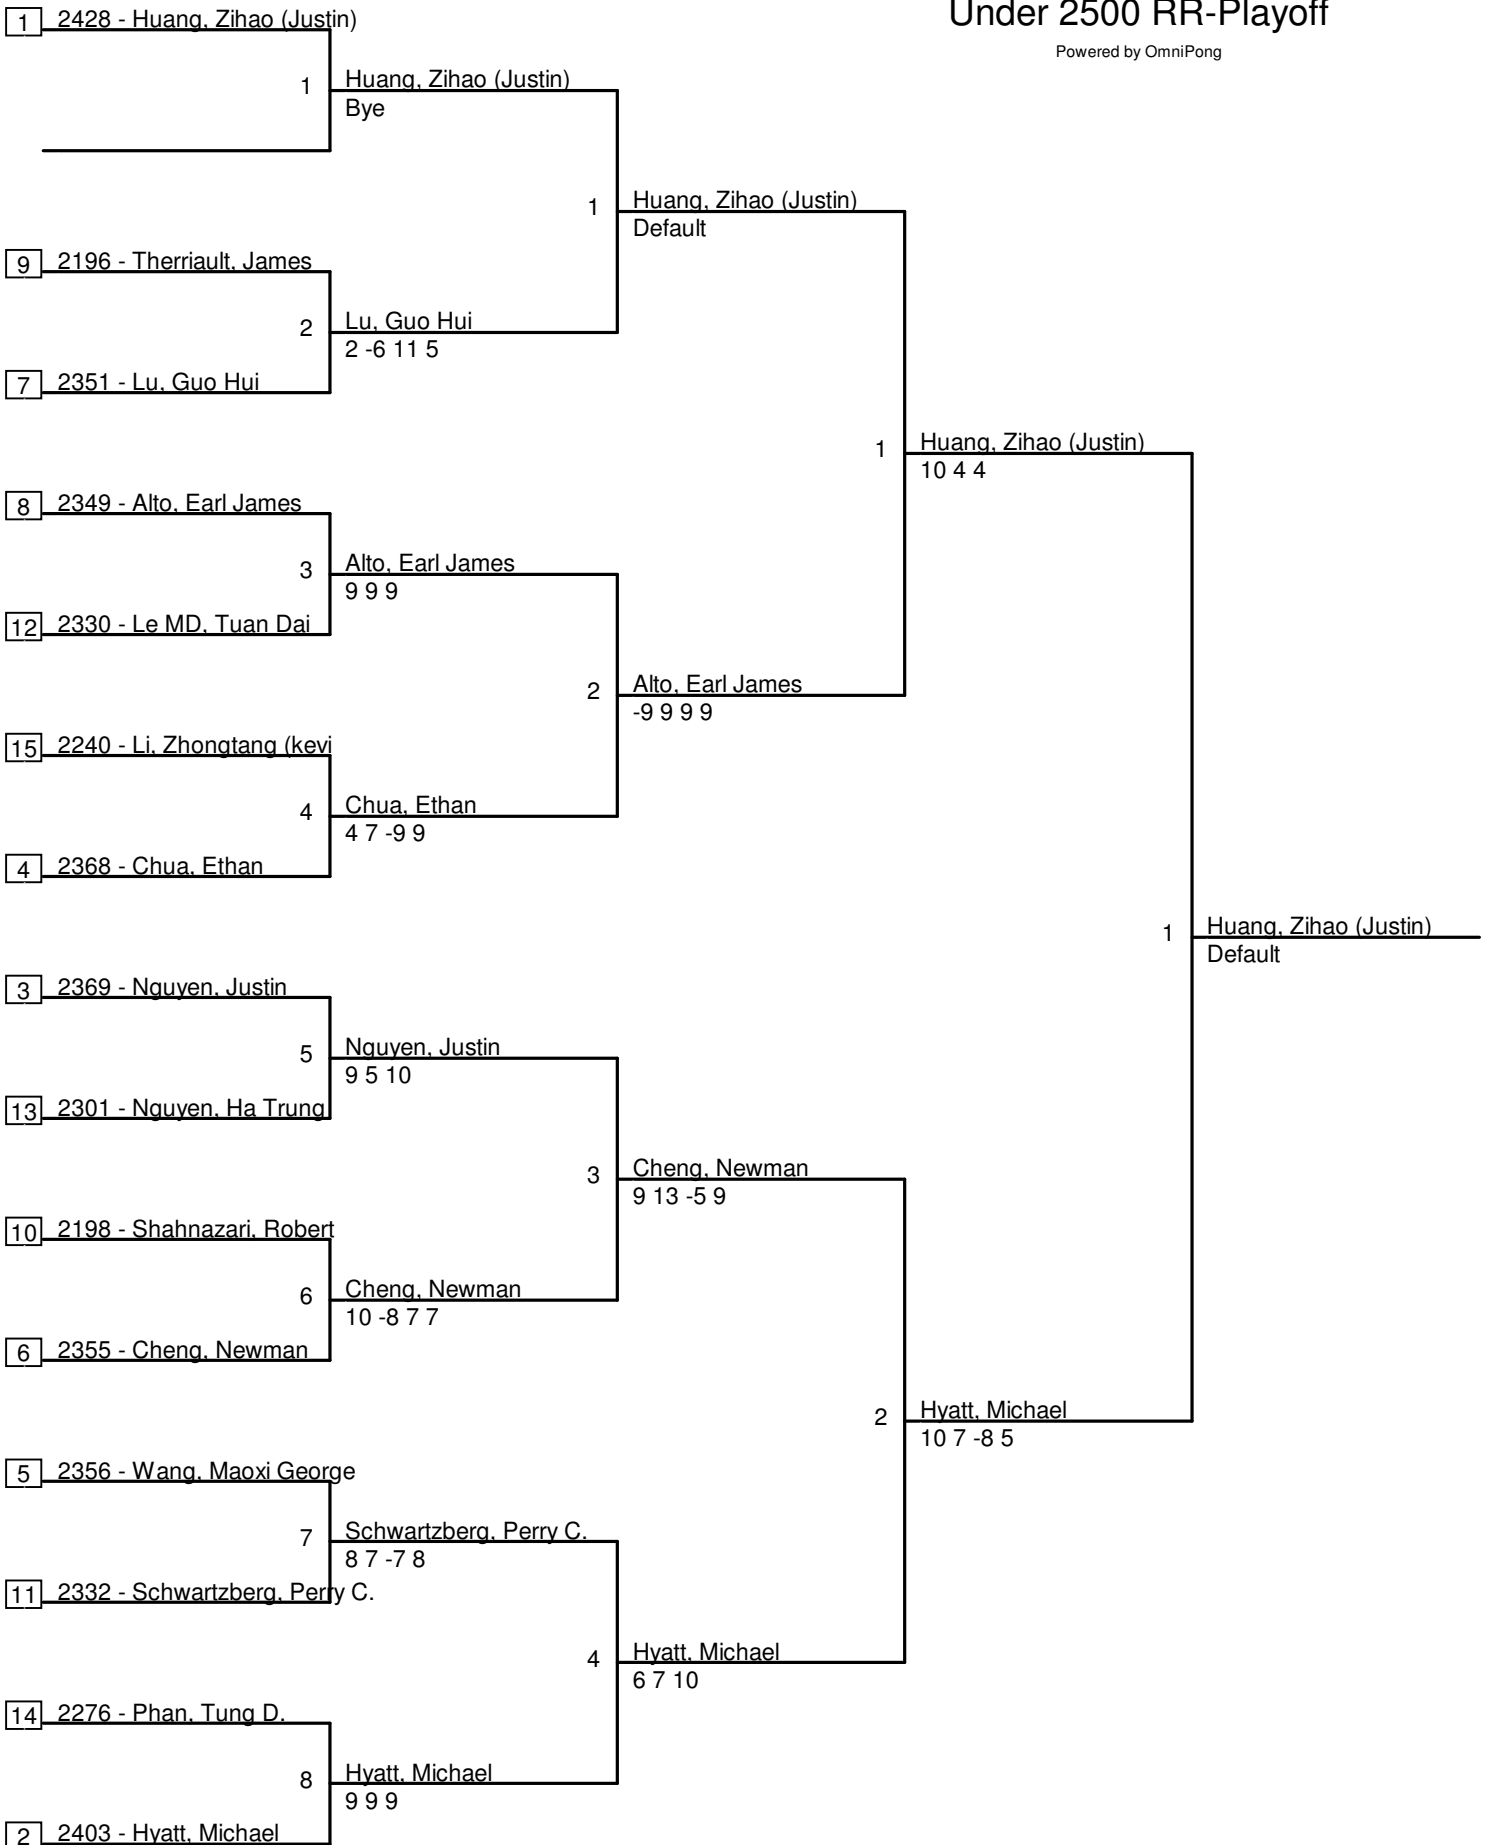 Under 2500 RR-Playoff
Powered by OmniPong
1 2428 - Huang, Zihao (Justin)
1 Huang, Zihao (Justin)
Bye
1 Huang, Zihao (Justin)
Default
9 2196 - Therriault, James
2 Lu, Guo Hui
2 -6 11 5
7 2351 - Lu, Guo Hui
1 Huang, Zihao (Justin)
10 4 4
8 2349 - Alto, Earl James
3 Alto, Earl James
9 9 9
12 2330 - Le MD, Tuan Dai
2 Alto, Earl James
-9 9 9 9
15 2240 - Li, Zhongtang (kevi
4 Chua, Ethan
4 7 -9 9
4 2368 - Chua, Ethan
1 Huang, Zihao (Justin)
Default
3 2369 - Nguyen, Justin
5 Nguyen, Justin
9 5 10
13 2301 - Nguyen, Ha Trung
3 Cheng, Newman
9 13 -5 9
10 2198 - Shahnazari, Robert
6 Cheng, Newman
10 -8 7 7
6 2355 - Cheng, Newman
2 Hyatt, Michael
10 7 -8 5
5 2356 - Wang, Maoxi George
7 Schwartzberg, Perry C.
8 7 -7 8
11 2332 - Schwartzberg, Perry C.
4 Hyatt, Michael
6 7 10
14 2276 - Phan, Tung D.
8 Hyatt, Michael
9 9 9
2 2403 - Hyatt, Michael